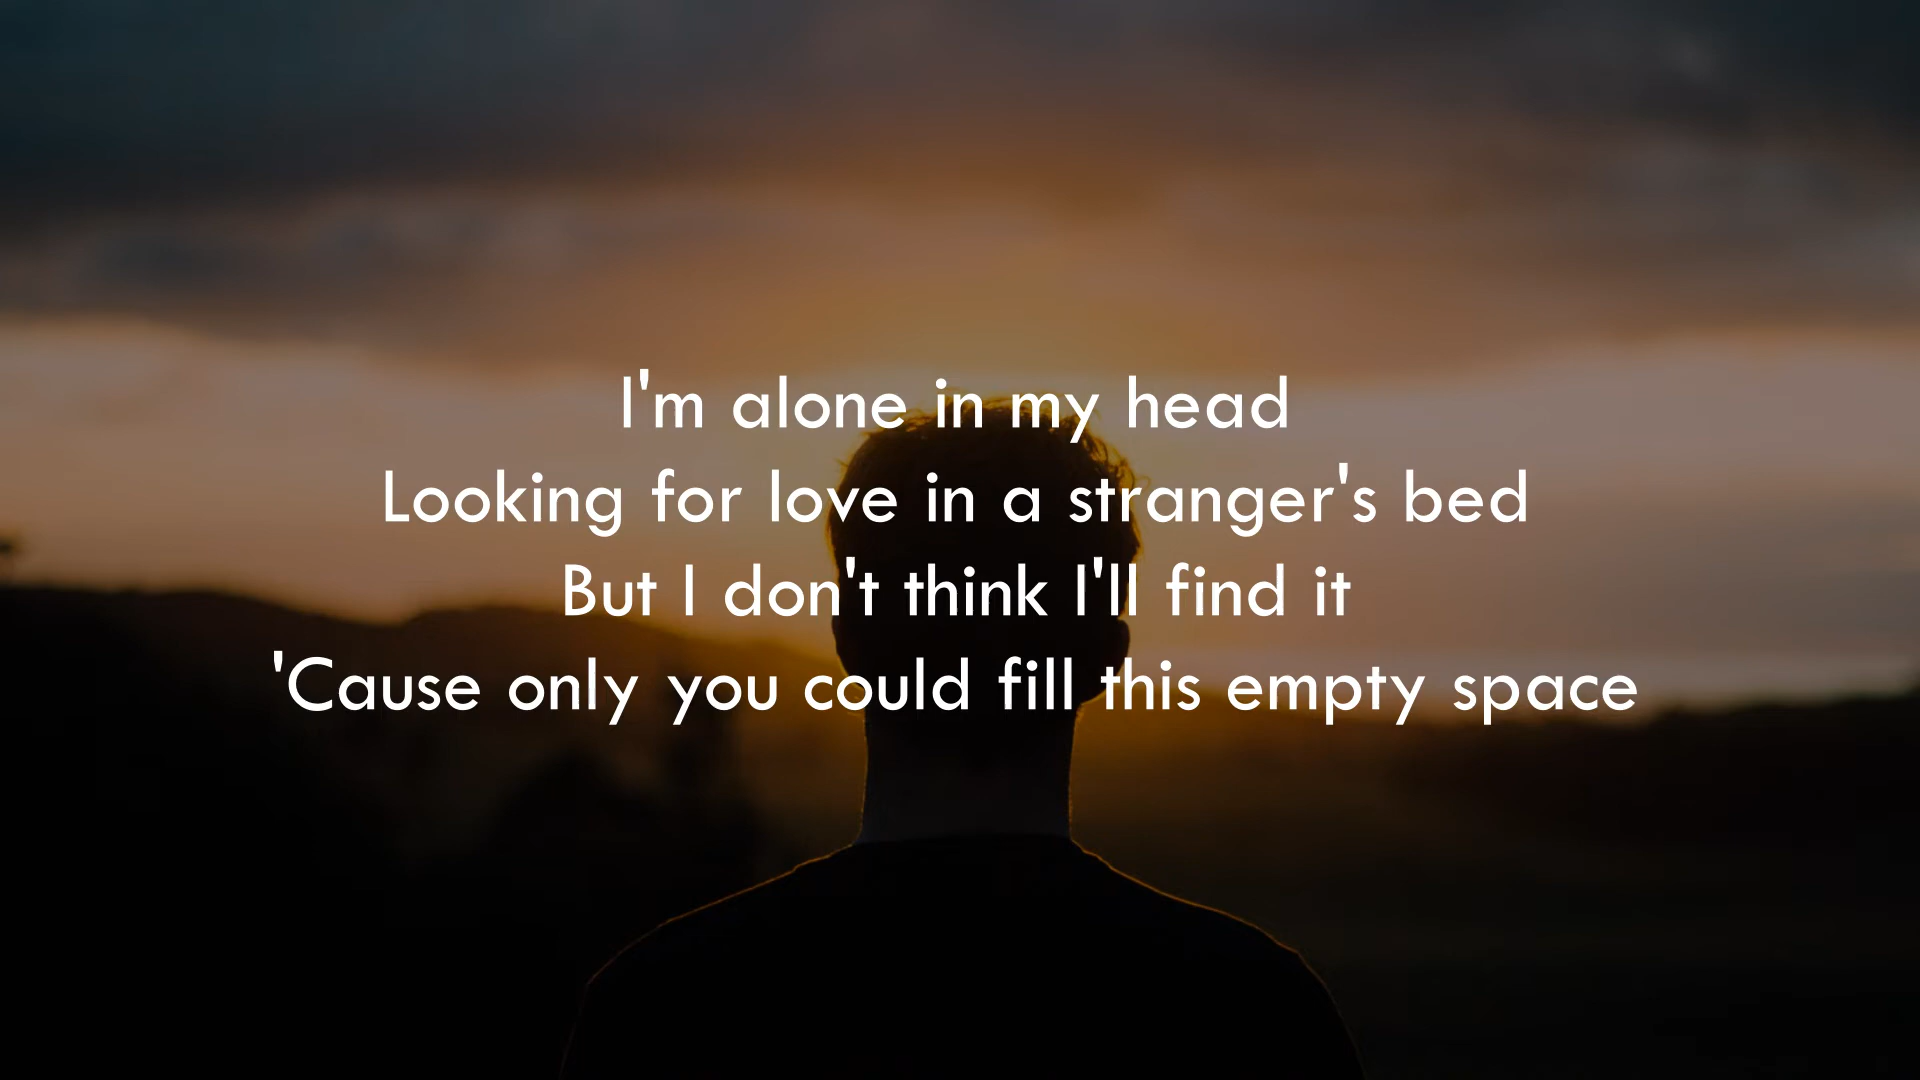 I'm alone in my head
Looking for love in a stranger's bed
But I don't think I'll find it
'Cause only you could fill this empty space